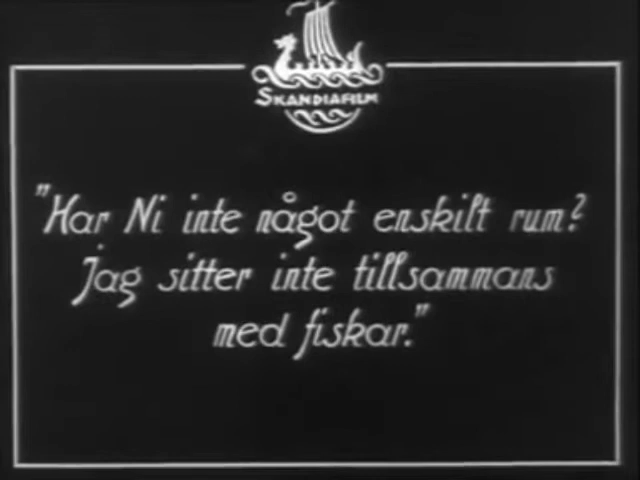 SKANDIAFILM
"Har Ni inte något enskilt rum?
Jag sitter inte tillsammans
med fiskar."